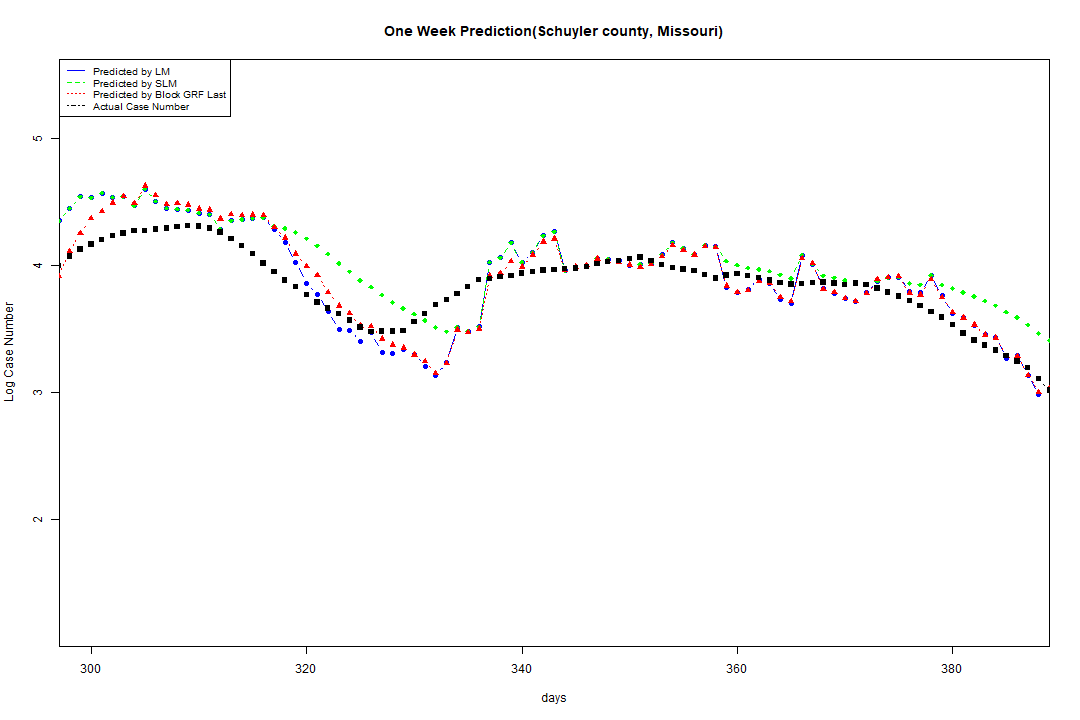 One Week Prediction(Schuyler county, Missouri)
Predicted by LM
Predicted by SLM
Predicted by Block GRF Last
Actual Case Number
5
4
3
2
Log Case Number
300 320 340 360 380
days